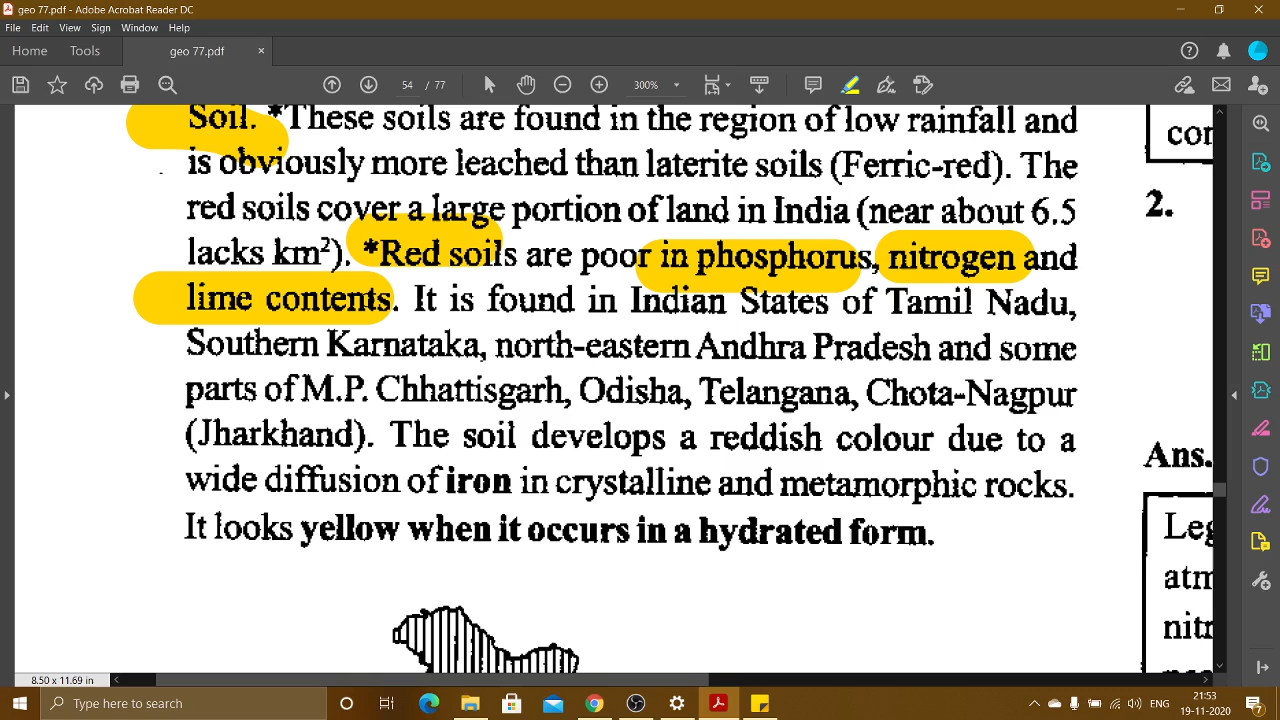 geo 77.pdf - Adobe Acrobat Reader DC
File Edit View Sign Window Help
Home Tools geo 77.pdf ×
54 / 77 300%
Soil. *These soils are found in the region of low rainfall and
is obviously more leached than laterite soils (Ferric-red). The
red soils cover a large portion of land in India (near about 6.5
lacks km²). *Red soils are poor in phosphorus, nitrogen and
lime contents. It is found in Indian States of Tamil Nadu,
Southern Karnataka, north-eastern Andhra Pradesh and some
parts of M.P. Chhattisgarh, Odisha, Telangana, Chota-Nagpur
(Jharkhand). The soil develops a reddish colour due to a
wide diffusion of iron in crystalline and metamorphic rocks.
It looks yellow when it occurs in a hydrated form.
con
2.
Ans.
Leg
atm
nitr
8.50 x 11.69 in
Type here to search
ENG
21:53
19-11-2020
7